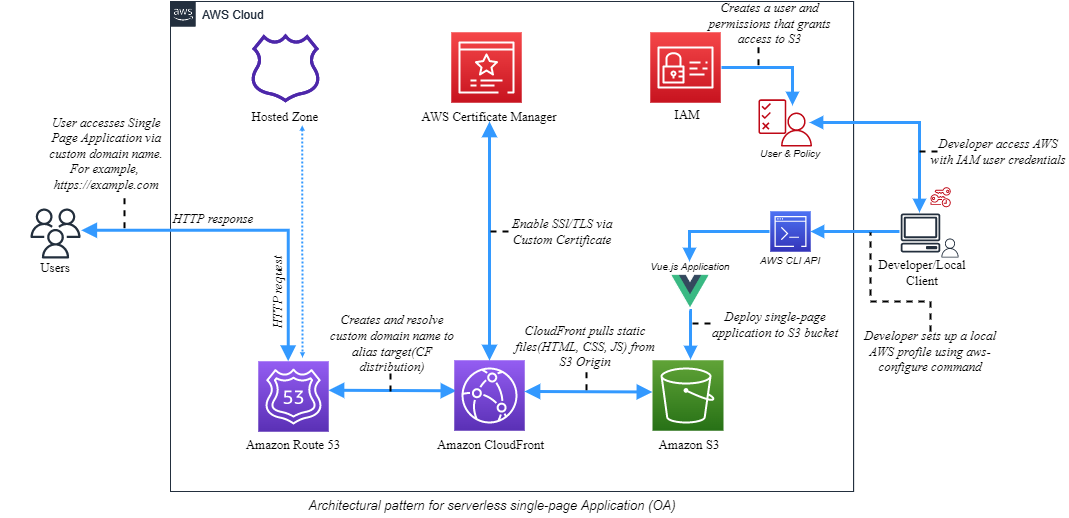 aws
AWS Cloud
Creates a user and
permissions that grants
access to S3
Hosted Zone
AWS Certificate Manager
IAM
User & Policy
Developer access AWS
with IAM user credentials
User accesses Single
Page Application via
custom domain name.
For example,
https://example.com
HTTP response
Users
HTTP request
Enable SSl/TLS via
Custom Certificate
Vue.js Application
AWS CLI API
Developer/Local
Client
Creates and resolve
custom domain name to
alias target(CF
distribution)
CloudFront pulls static
files(HTML, CSS, JS) from
S3 Origin
Deploy single-page
application to S3 bucket
Developer sets up a local
AWS profile using aws-
configure command
53
Amazon Route 53
Amazon CloudFront
Amazon S3
Architectural pattern for serverless single-page Application (OA)